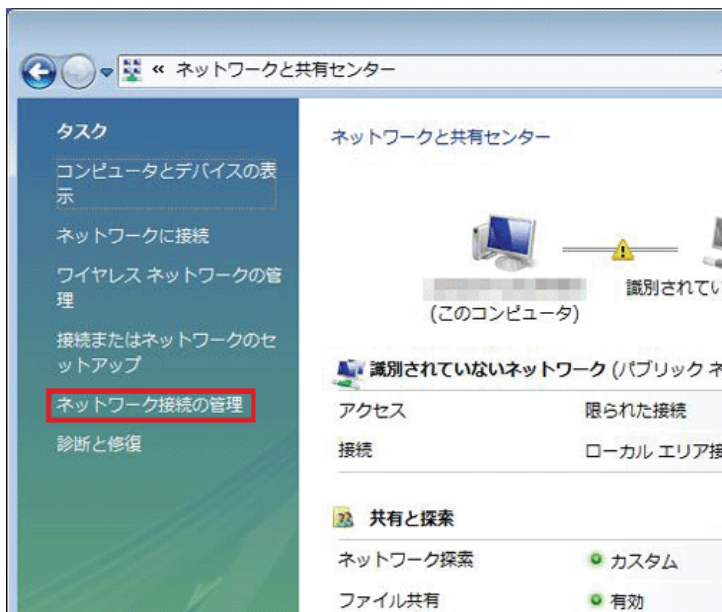 « ネットワークと共有センター
タスク
コンピュータとデバイスの表
示
ネットワークに接続
ワイヤレス ネットワークの管
理
接続またはネットワークのセ
ットアップ
ネットワーク接続の管理
診断と修復
ネットワークと共有センター
(このコンピュータ)
識別されてい
識別されていないネットワーク (パブリック ネ
アクセス 限られた接続
接続 ローカル エリア接
共有と探索
ネットワーク探索 カスタム
ファイル共有 有効